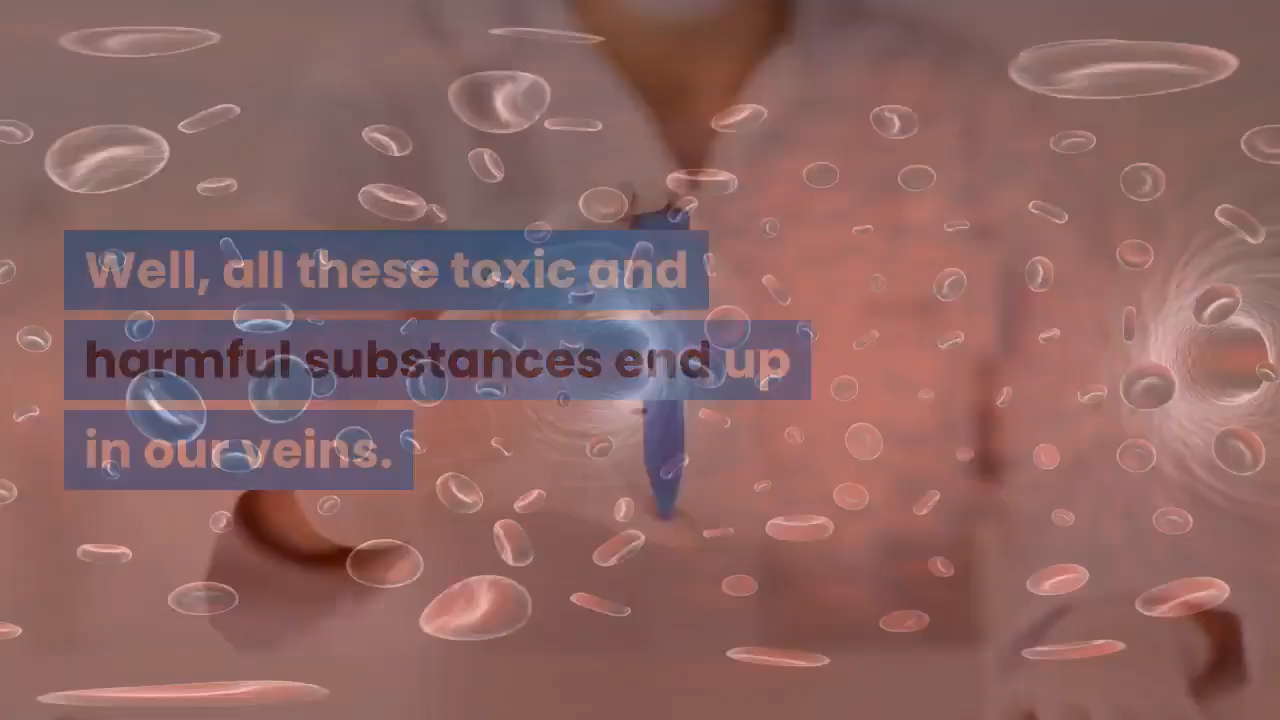 Well, all these toxic and
harmful substances end up
in our veins.